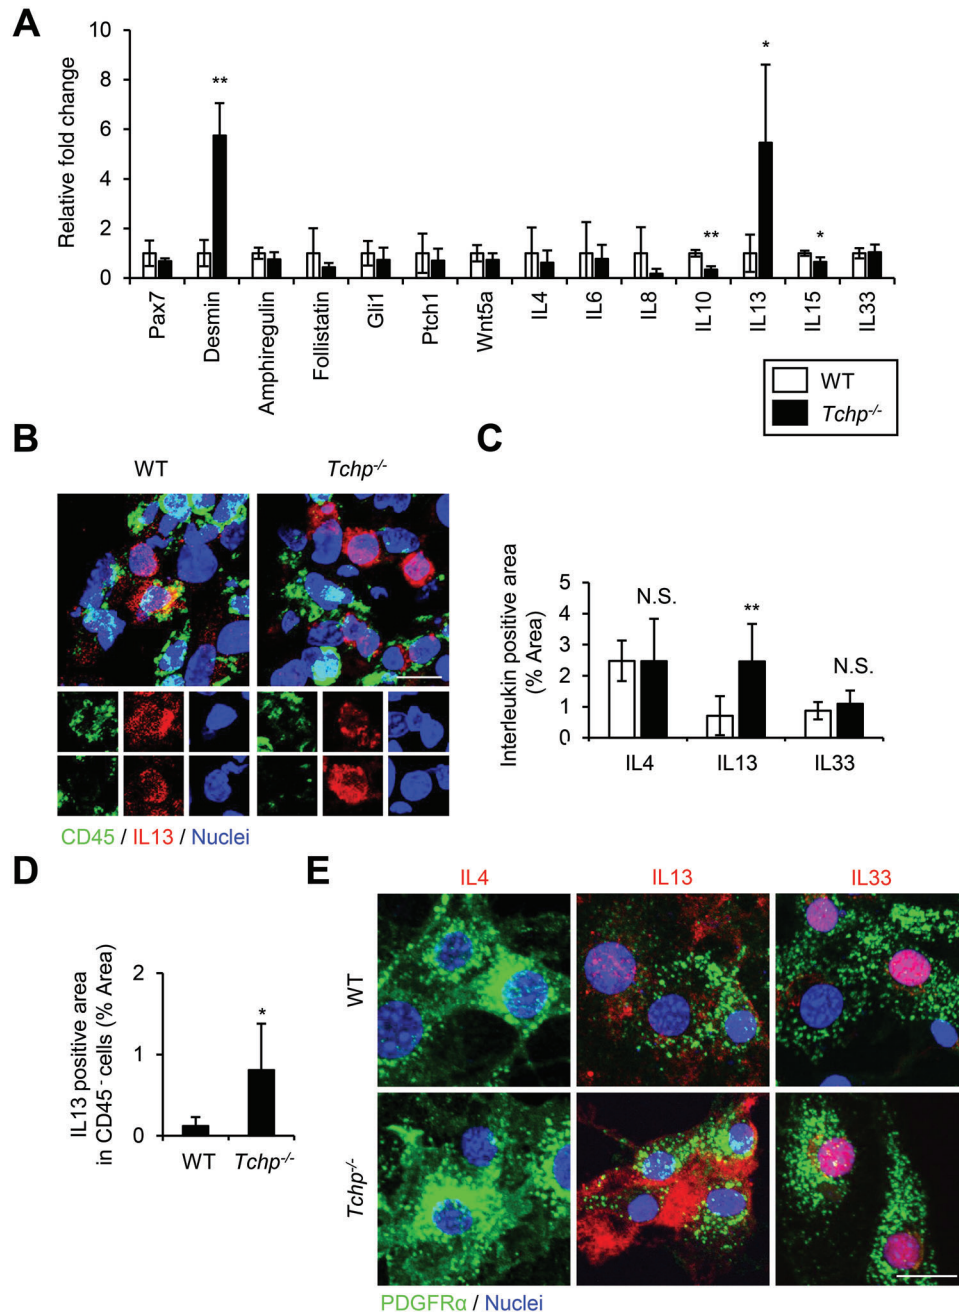 A
Relative fold change
10
8
6
4
2
0
**
*
**
*
Pax7
Desmin
Amphiregulin
Follistatin
Gli1
Ptch1
Wnt5a
IL4
IL6
IL8
IL10
IL13
IL15
IL33
WT
Tchp-/-
B
WT
Tchp-/-
CD45 / IL13 / Nuclei
C
Interleukin positive area
(% Area)
5
4
3
2
1
0
N.S.
**
N.S.
IL4
IL13
IL33
D
IL13 positive area
in CD45- cells (% Area)
2
1
0
*
WT
Tchp-/-
E
IL4
IL13
IL33
WT
Tchp-/-
PDGFRα / Nuclei